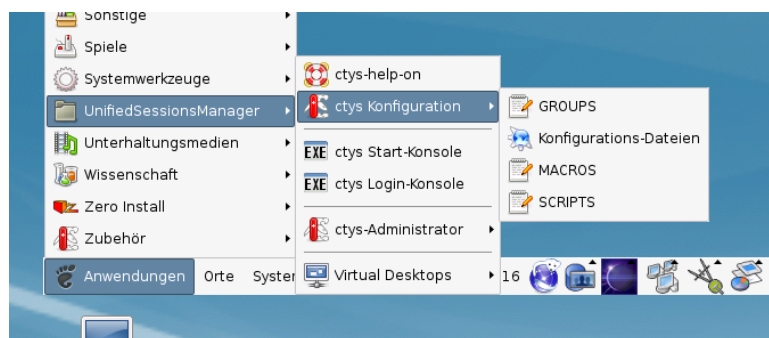 Sonstige
Spiele
Systemwerkzeuge
UnifiedSessionsManager
Unterhaltungsmedien
Wissenschaft
Zero Install
Zubehör
Anwendungen Orte System
ctys-help-on
ctys Konfiguration
EXE ctys Start-Konsole
EXE ctys Login-Konsole
ctys-Administrator
Virtual Desktops
GROUPS
Konfigurations-Dateien
MACROS
SCRIPTS
16